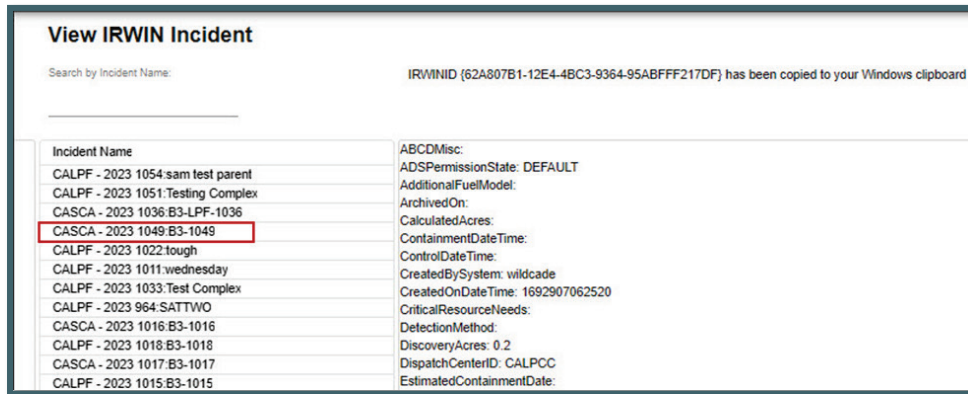 View IRWIN Incident
Search by Incident Name:
IRWINID {62A807B1-12E4-4BC3-9364-95ABFFF217DF} has been copied to your Windows clipboard
Incident Name
CALPF - 2023 1054:sam test parent
CALPF - 2023 1051:Testing Complex
CASCA - 2023 1036:B3-LPF-1036
CASCA - 2023 1049:B3-1049
CALPF - 2023 1022:tough
CALPF - 2023 1011:wednesday
CALPF - 2023 1033:Test Complex
CALPF - 2023 964:SATTWO
CASCA - 2023 1016:B3-1016
CALPF - 2023 1018:B3-1018
CASCA - 2023 1017:B3-1017
CALPF - 2023 1015:B3-1015
ABCDMisc:
ADSPermissionState: DEFAULT
AdditionalFuelModel:
ArchivedOn:
CalculatedAcres:
ContainmentDateTime:
ControlDateTime:
CreatedBySystem: wildcade
CreatedOnDateTime: 1692907062520
CriticalResourceNeeds:
DetectionMethod:
DiscoveryAcres: 0.2
DispatchCenterID: CALPCC
EstimatedContainmentDate: